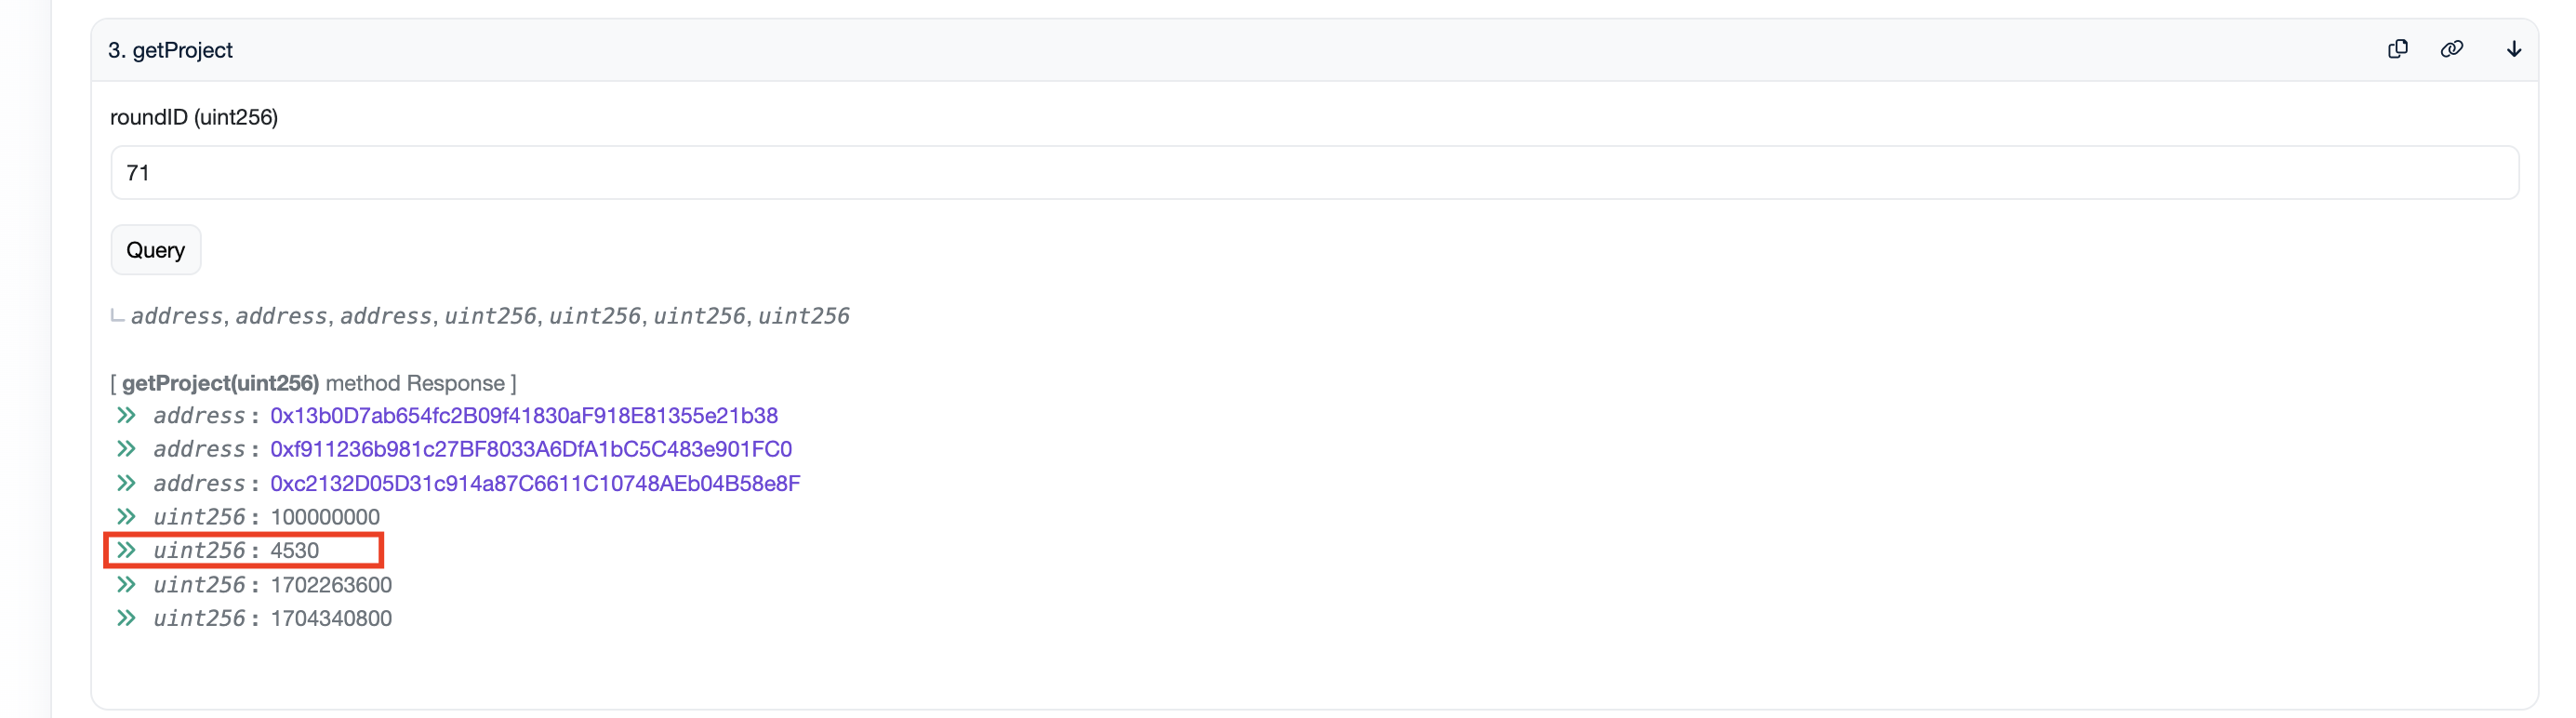 3. getProject
roundID (uint256)
71
Query
address, address, address, uint256, uint256, uint256, uint256
[ getProject(uint256) method Response ]
address : 0x13b0D7ab654fc2B09f41830aF918E81355e21b38
address : 0xf911236b981c27BF8033A6DfA1bC5C483e901FC0
address : 0xc2132D05D31c914a87C6611C10748AEb04B58e8F
uint256 : 100000000
uint256 : 4530
uint256 : 1702263600
uint256 : 1704340800